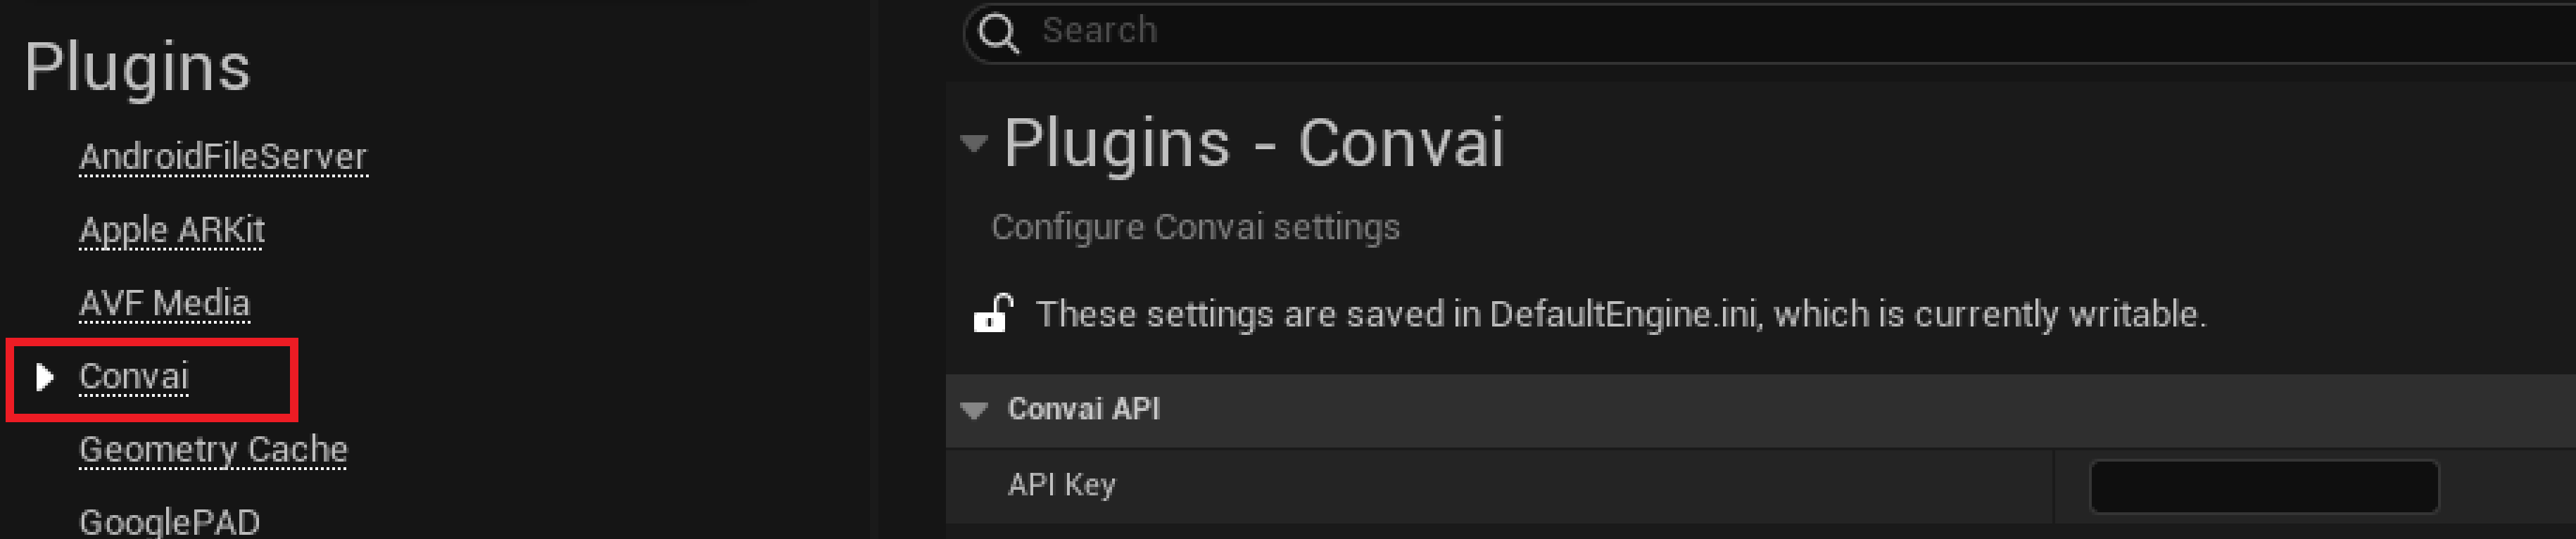 Plugins
AndroidFileServer
Apple ARKit
AVF Media
Convai
Geometry Cache
GooglePAD
Search
Plugins - Convai
Configure Convai settings
These settings are saved in DefaultEngine.ini, which is currently writable.
Convai API
API Key